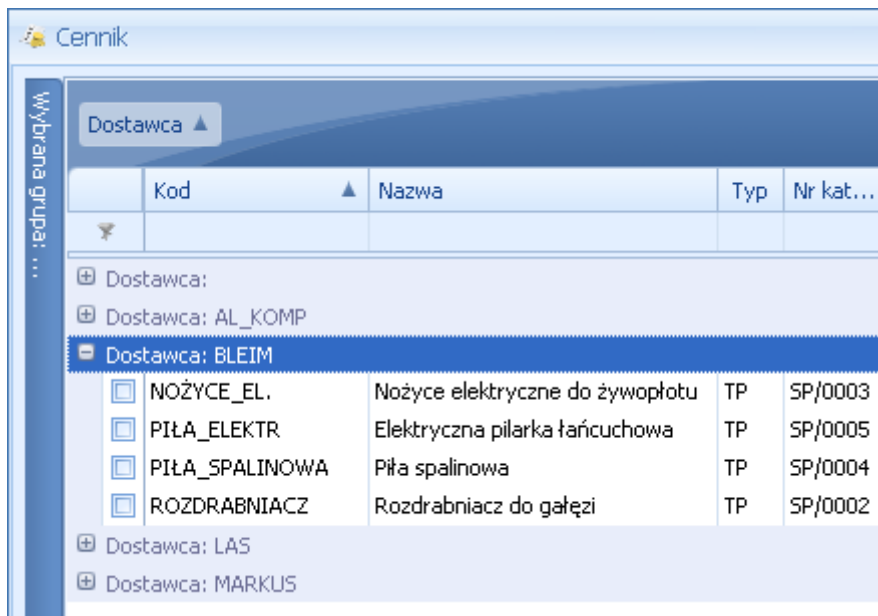 Cennik
Wybrana grupa: ...
Dostawca
Kod Nazwa Typ Nr kat...
Dostawca:
Dostawca: AL_KOMP
Dostawca: BLEIM
NOŻYCE_EL. Nożyce elektryczne do żywopłotu TP SP/0003
PIŁA_ELEKTR Elektryczna pilarka łańcuchowa TP SP/0005
PIŁA_SPALINOWA Piła spalinowa TP SP/0004
ROZDRABNIACZ Rozdrabniacz do gałęzi TP SP/0002
Dostawca: LAS
Dostawca: MARKUS